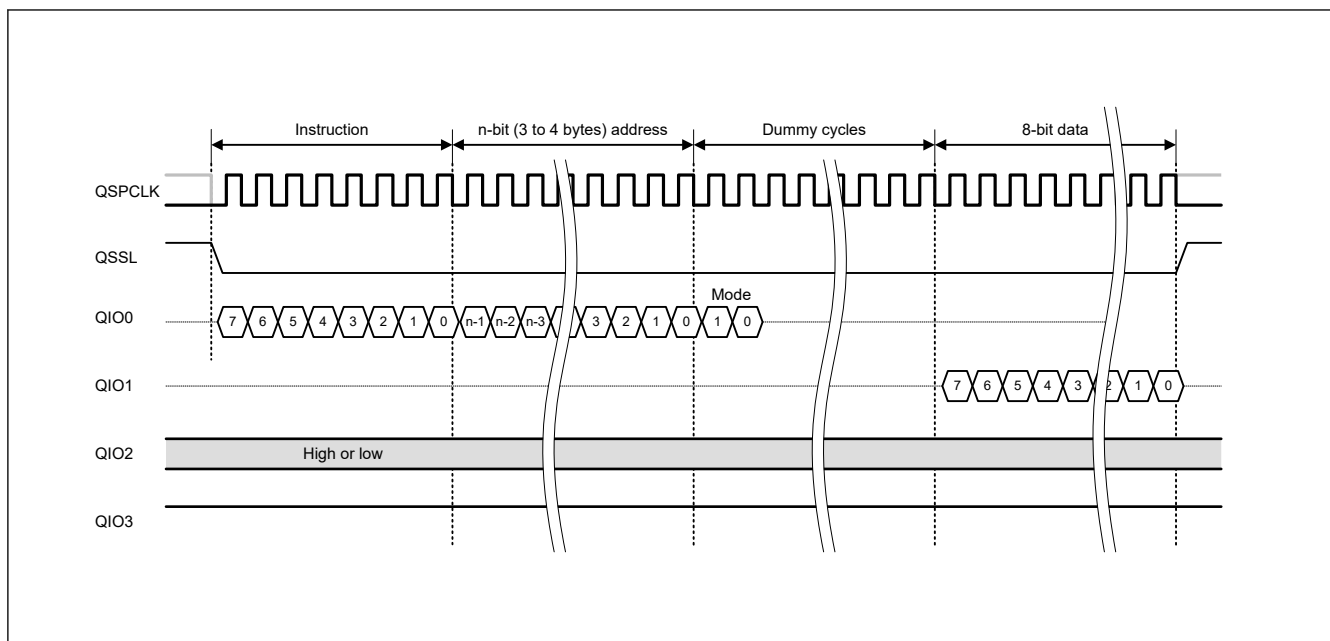 Instruction n-bit (3 to 4 bytes) address Dummy cycles 8-bit data
QSPCLK
QSSL
Mode
QIO0 7 6 5 4 3 2 1 0 n-1 n-2 n-3 3 2 1 0 1 0
QIO1 7 6 5 4 3 2 1 0
QIO2 High or low
QIO3